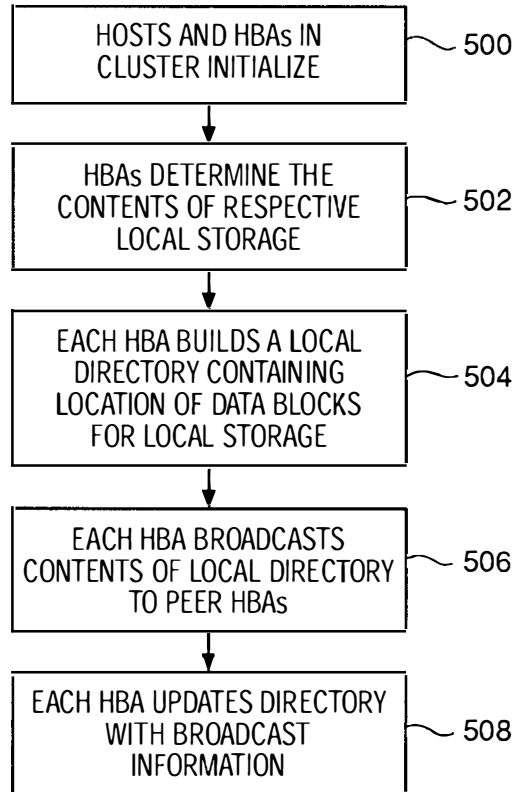 HOSTS AND HBAs IN
CLUSTER INITIALIZE
500
HBAs DETERMINE THE
CONTENTS OF RESPECTIVE
LOCAL STORAGE
502
EACH HBA BUILDS A LOCAL
DIRECTORY CONTAINING
LOCATION OF DATA BLOCKS
FOR LOCAL STORAGE
504
EACH HBA BROADCASTS
CONTENTS OF LOCAL DIRECTORY
TO PEER HBAs
506
EACH HBA UPDATES DIRECTORY
WITH BROADCAST
INFORMATION
508